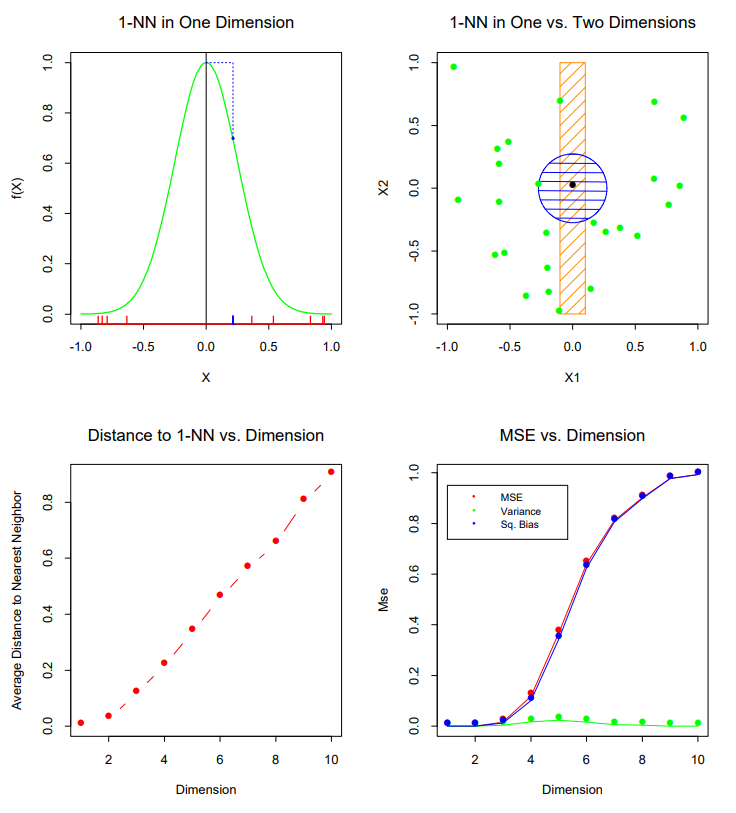 1-NN in One Dimension
f(X)
0.0 0.2 0.4 0.6 0.8 1.0
-1.0 -0.5 0.0 0.5 1.0
X
1-NN in One vs. Two Dimensions
X2
-1.0 -0.5 0.0 0.5 1.0
-1.0 -0.5 0.0 0.5 1.0
X1
Distance to 1-NN vs. Dimension
Average Distance to Nearest Neighbor
0.0 0.2 0.4 0.6 0.8
2 4 6 8 10
Dimension
MSE vs. Dimension
Mse
0.0 0.2 0.4 0.6 0.8 1.0
MSE
Variance
Sq. Bias
2 4 6 8 10
Dimension